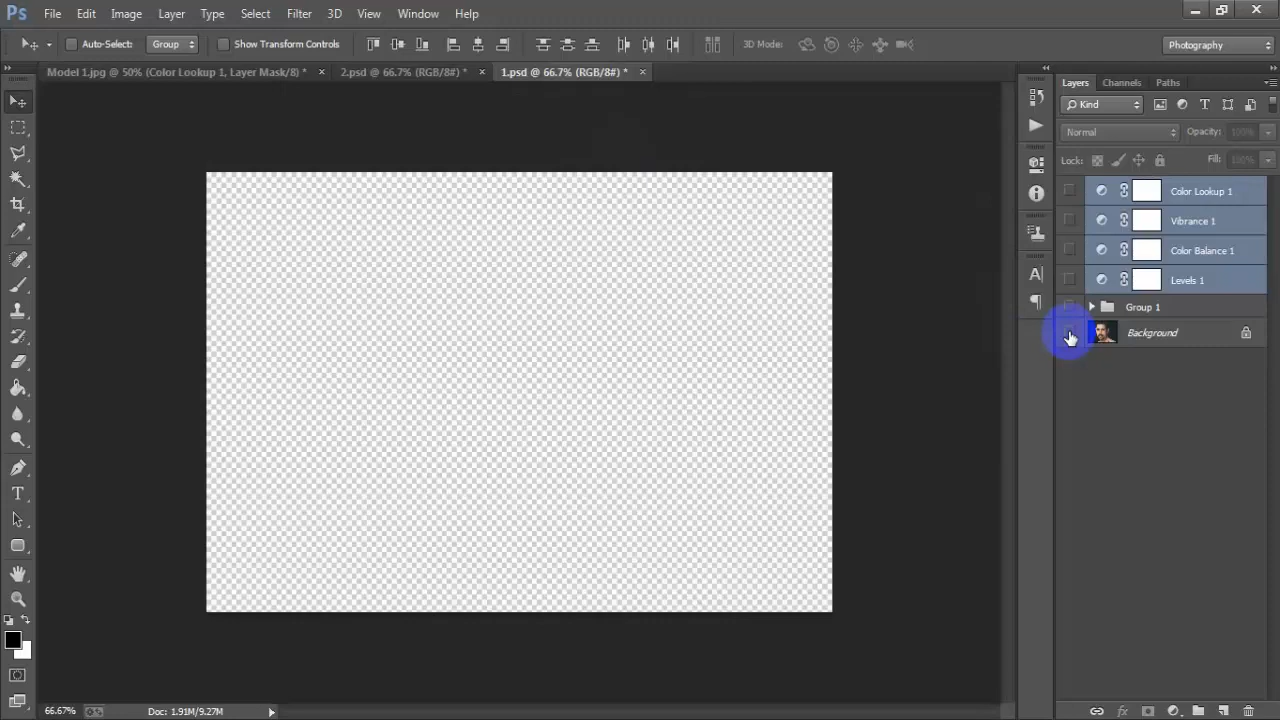 Ps File Edit Image Layer Type Select Filter 3D View Window Help
Auto-Select: Group Show Transform Controls 3D Mode: Photography
Model 1.jpg @ 50% (Color Lookup 1, Layer Mask/8) * × 2.psd @ 66.7% (RGB/8#) * × 1.psd @ 66.7% (RGB/8#) * ×
Layers Channels Paths
Kind
Normal Opacity: 100%
Lock: Fill: 100%
Color Lookup 1
Vibrance 1
Color Balance 1
Levels 1
Group 1
Background
66.67% Doc: 1.91M/9.27M